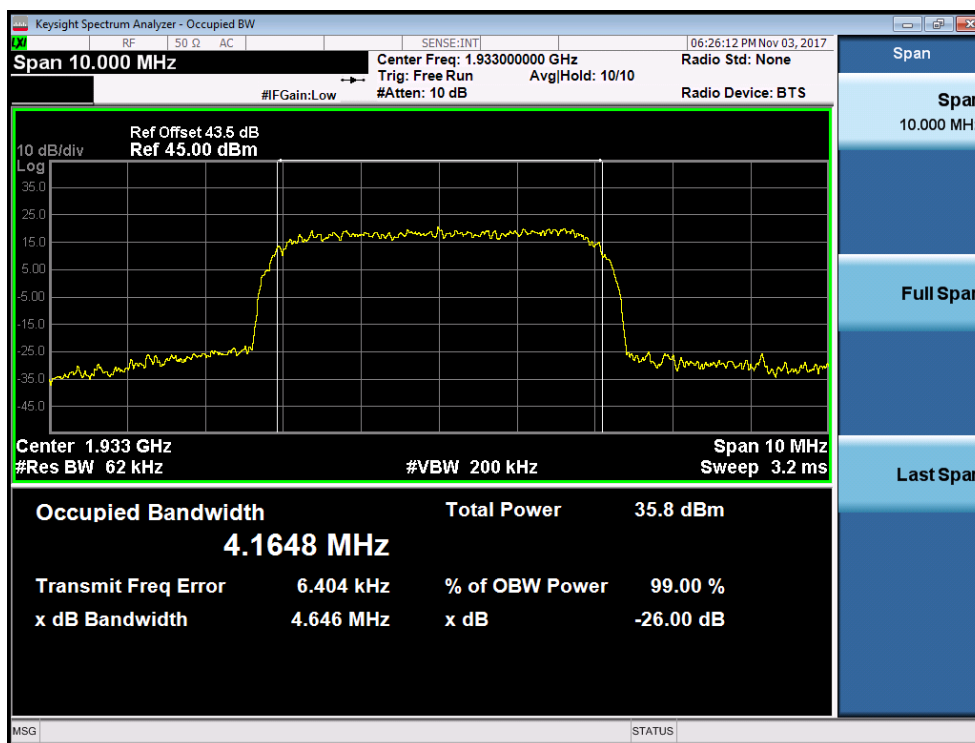 Keysight Spectrum Analyzer - Occupied BW
LXI RF 50 Ω AC SENSE:INT 06:26:12 PM Nov 03, 2017
Span 10.000 MHz
Center Freq: 1.933000000 GHz
Radio Std: None
Trig: Free Run Avg|Hold: 10/10
#IFGain:Low
#Atten: 10 dB
Radio Device: BTS
Ref Offset 43.5 dB
10 dB/div Ref 45.00 dBm
Log
35.0
25.0
15.0
5.00
-5.00
-15.0
-25.0
-35.0
-45.0
Center 1.933 GHz Span 10 MHz
#Res BW 62 kHz #VBW 200 kHz Sweep 3.2 ms
Occupied Bandwidth Total Power 35.8 dBm
4.1648 MHz
Transmit Freq Error 6.404 kHz % of OBW Power 99.00 %
x dB Bandwidth 4.646 MHz x dB -26.00 dB
MSG STATUS
Span
Span
10.000 MH
Full Span
Last Span